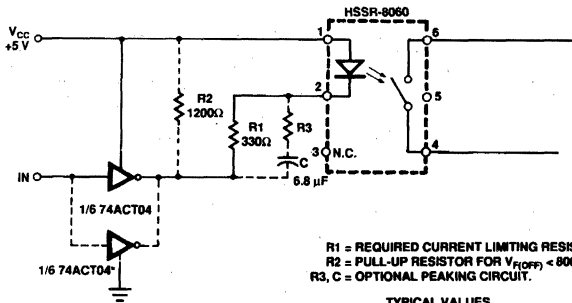 HSSR-8060
VCC
+5 V
1
6
2
5
R2
1200Ω
R1
330Ω
R3
C
6.8 μF
3 N.C.
4
IN
1/6 74ACT04
1/6 74ACT04*
R1 = REQUIRED CURRENT LIMITING
R2 = PULL-UP RESISTOR FOR VF(OFF) <
R3, C = OPTIONAL PEAKING CIRCUIT.
TYPICAL VALUES